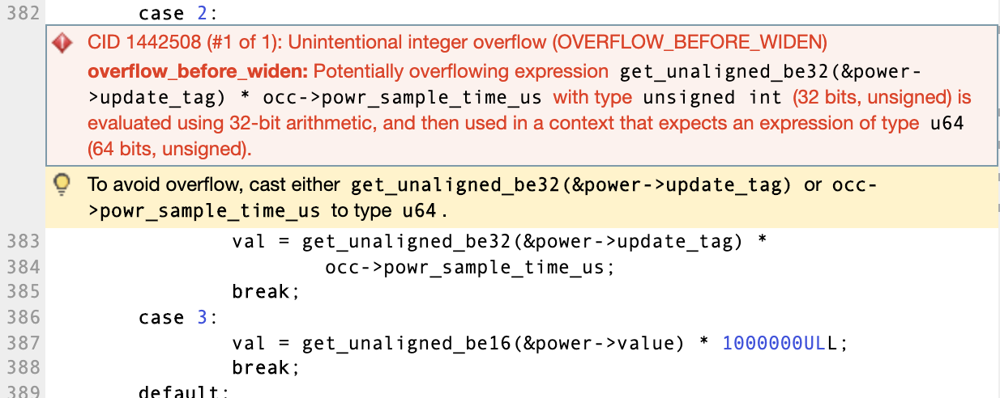 382 case 2:
CID 1442508 (#1 of 1): Unintentional integer overflow (OVERFLOW_BEFORE_WIDEN)
overflow_before_widen: Potentially overflowing expression get_unaligned_be32(&power-
>update_tag) * occ->powr_sample_time_us with type unsigned int (32 bits, unsigned) is
evaluated using 32-bit arithmetic, and then used in a context that expects an expression of type u64
(64 bits, unsigned).
To avoid overflow, cast either get_unaligned_be32(&power->update_tag) or occ-
>powr_sample_time_us to type u64.
383 val = get_unaligned_be32(&power->update_tag) *
384 occ->powr_sample_time_us;
385 break;
386 case 3:
387 val = get_unaligned_be16(&power->value) * 1000000ULL;
388 break;
389 default: